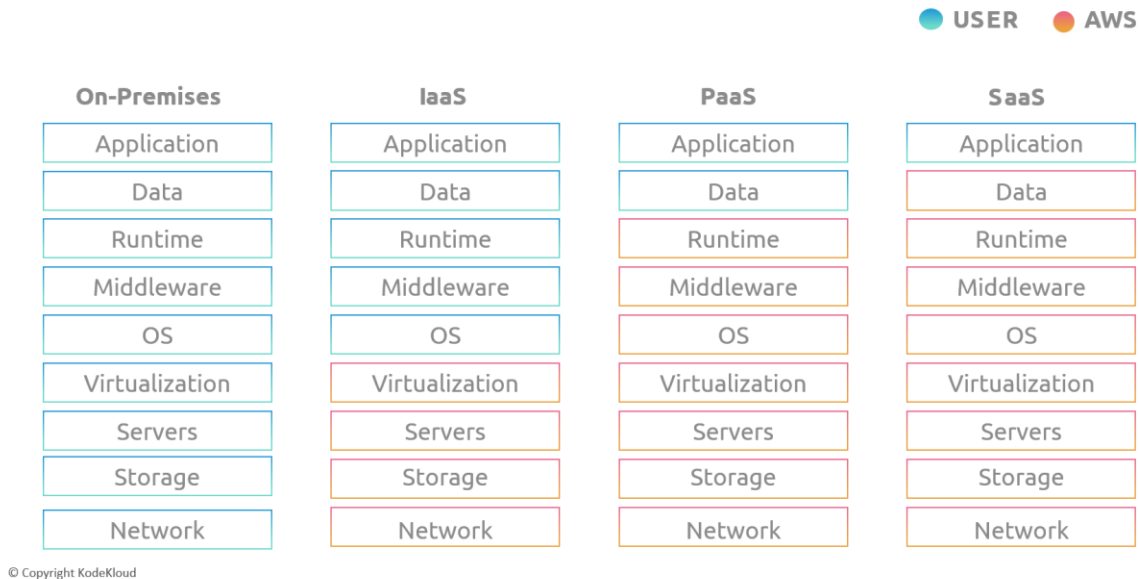 USER AWS
On-Premises IaaS PaaS SaaS
Application Application Application Application
Data Data Data Data
Runtime Runtime Runtime Runtime
Middleware Middleware Middleware Middleware
OS OS OS OS
Virtualization Virtualization Virtualization Virtualization
Servers Servers Servers Servers
Storage Storage Storage Storage
Network Network Network Network
© Copyright KodeKloud